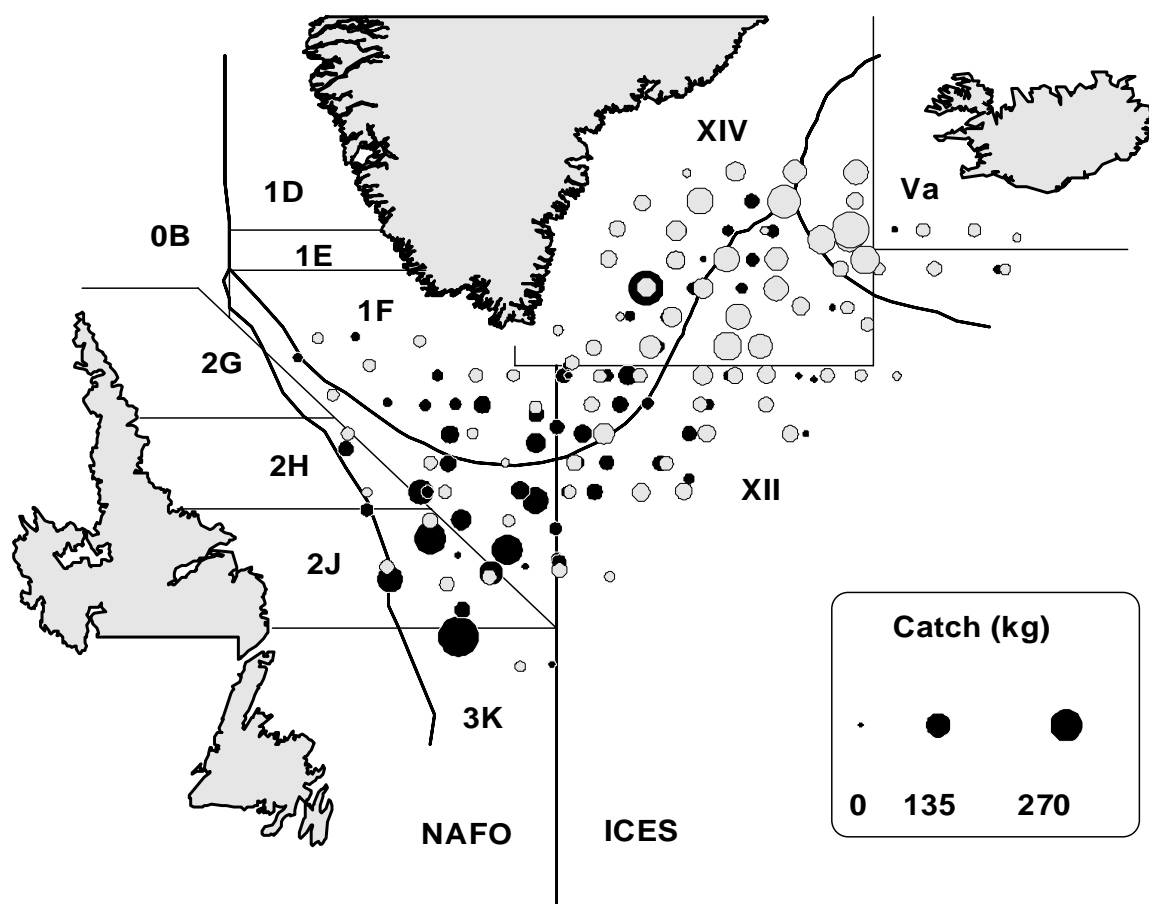 XIV
1D
Va
0B
1E
1F
2G
2H
XII
2J
Catch (kg)
3K
0 135 270
NAFO ICES